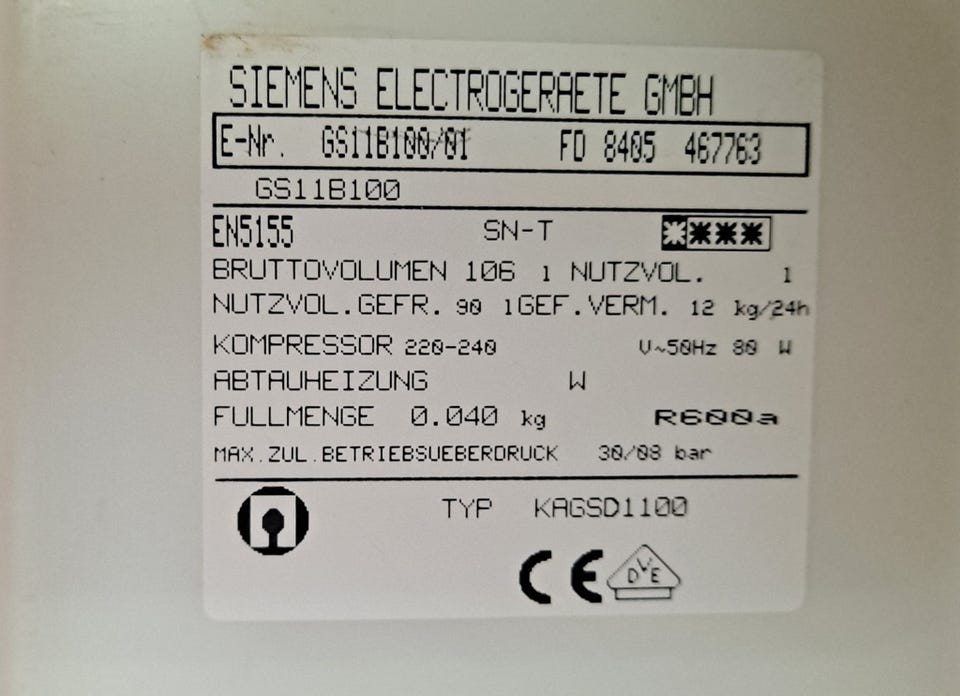 SIEMENS ELECTROGERAETE GMBH
E-Nr. GS11B100/01 FD 8405 467763
GS11B100
EN5155 SN-T
BRUTTOVOLUMEN 106 l NUTZVOL. l
NUTZVOL.GEFR. 90 lGEF.VERM. 12 kg/24h
KOMPRESSOR 220-240 V~50Hz 80 W
ABTAUHEIZUNG W
FULLMENGE 0.040 kg R600a
MAX.ZUL.BETRIEBSUEBERDRUCK 30/08 bar
TYP KAGSD1100
CE DVE